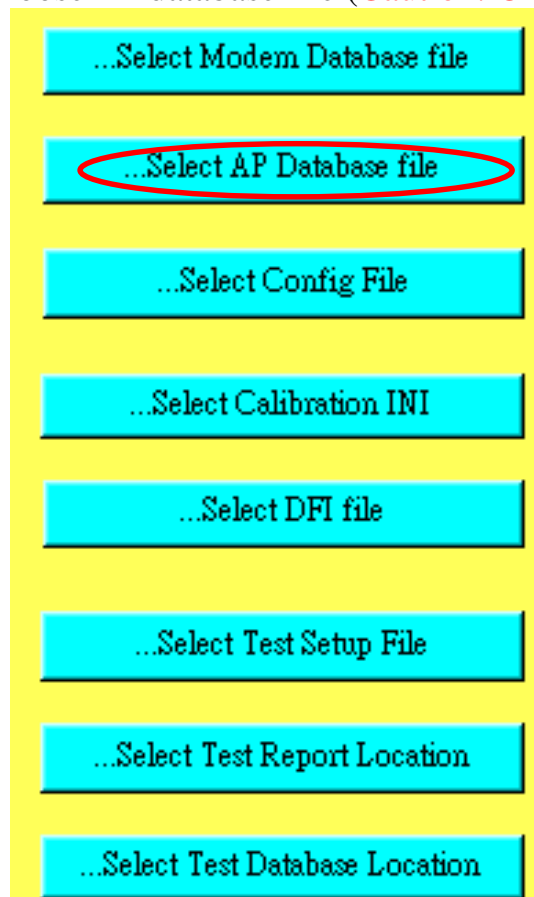 ...Select Modem Database file
...Select AP Database file
...Select Config File
...Select Calibration INI
...Select DFI file
...Select Test Setup File
...Select Test Report Location
...Select Test Database Location